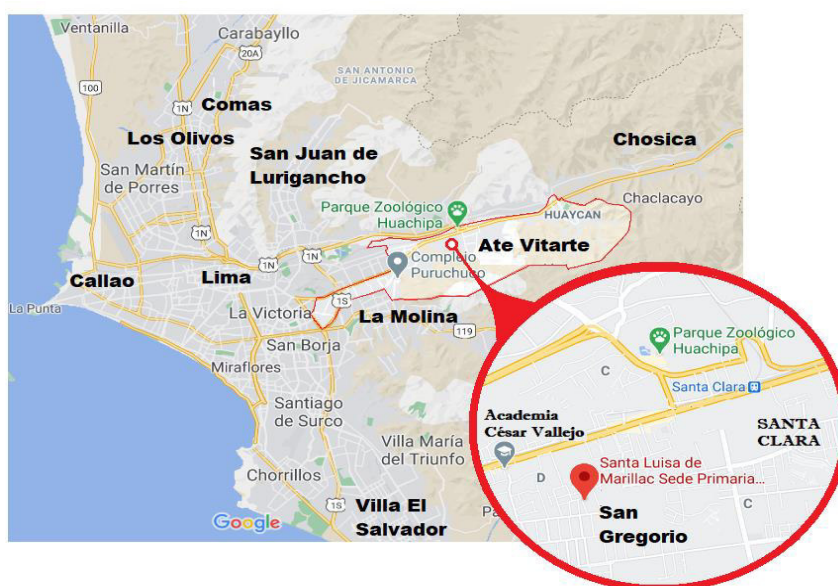 Ventanilla
Carabayllo
20A
100
SAN ANTONIO
DE JICAMARCA
1N
Comas
Los Olivos
1N
San Juan de
Lurigancho
Chosica
San Martín
de Porres
Chaclacayo
Parque Zoológico
Huachipa
HUAYCAN
1N
Ate Vitarte
Complejo
Puruchuco
Callao
Lima
1N
1N
La Punta
La Victoria
1S
La Molina
119
San Borja
Miraflores
Santiago
de Surco
Villa María
del Triunfo
Chorrillos
1S
Villa El
Salvador
Pa
Google
Parque Zoológico
Huachipa
C
Santa Clara
Academia
César Vallejo
SANTA
CLARA
D
Santa Luisa de
Marillac Sede Primaria...
C
San
Gregorio